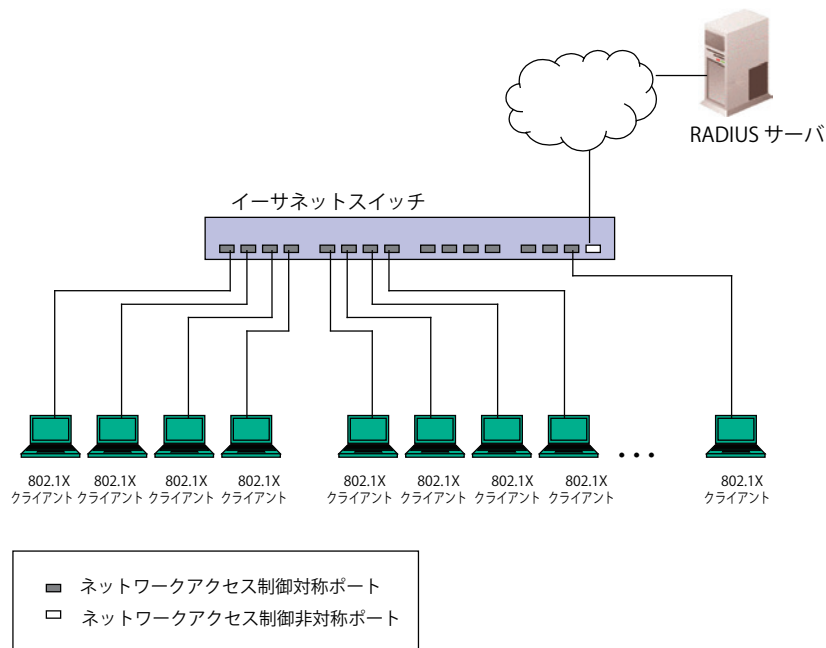 RADIUS サーバ
イーサネットスイッチ
802.1X 802.1X 802.1X 802.1X 802.1X 802.1X 802.1X 802.1X 802.1X
クライアント クライアント クライアント クライアント クライアント クライアント クライアント クライアント クライアント
ネットワークアクセス制御対称ポート
ネットワークアクセス制御非対称ポート